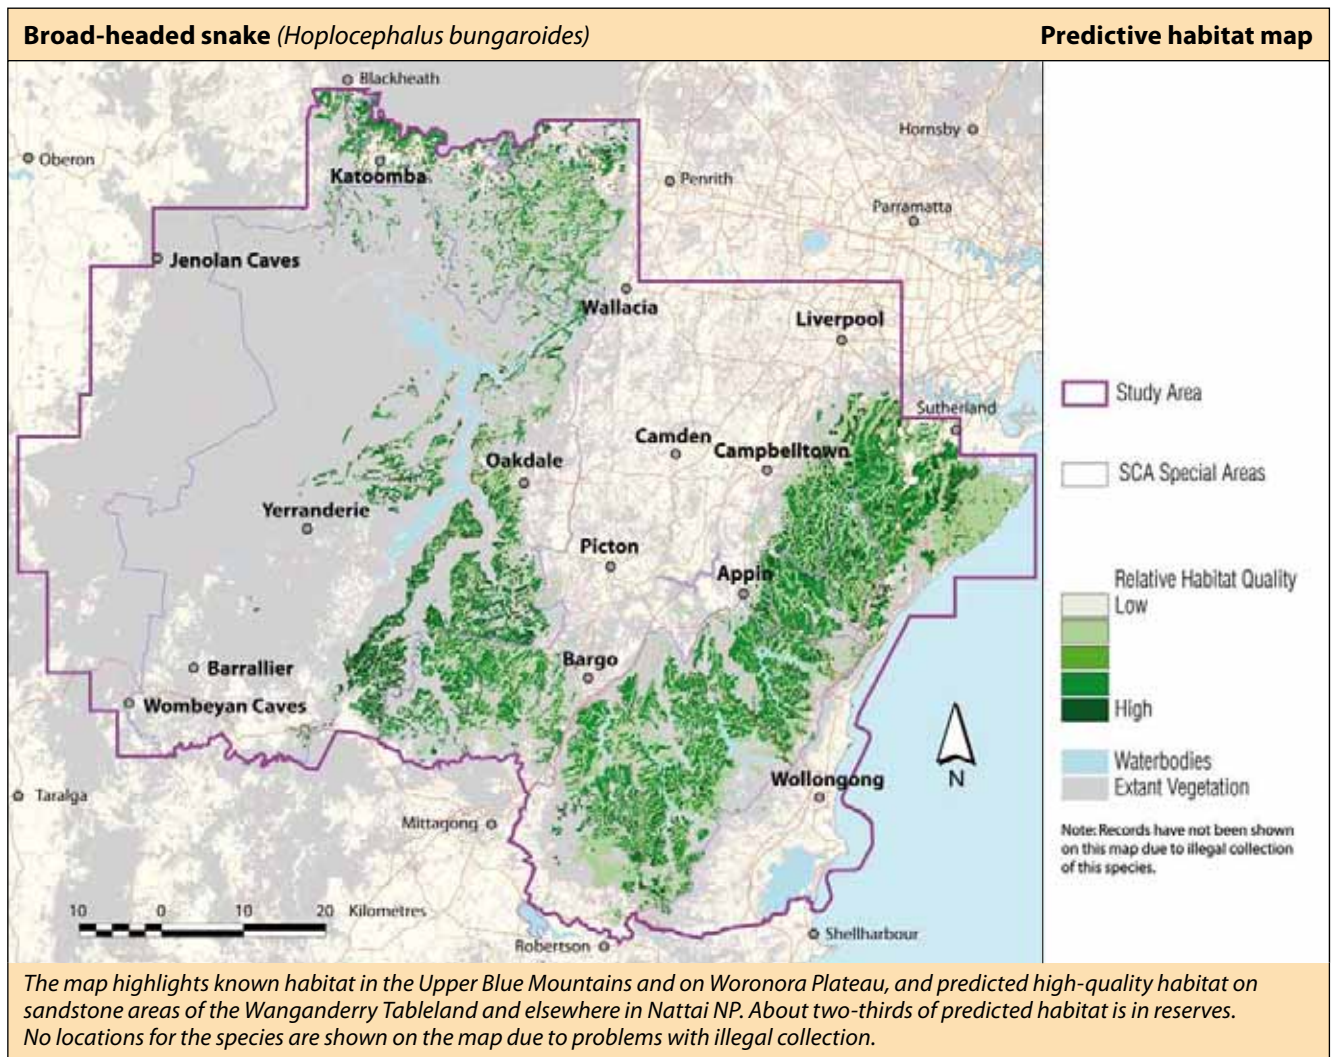 Broad-headed snake (Hoplocephalus bungaroides) Predictive habitat map
Blackheath
Hornsby
Oberon
Katoomba
Penrith
Parramatta
Jenolan Caves
Wallacia
Liverpool
Study Area
Sutherland
Camden
Campbelltown
Oakdale
SCA Special Areas
Yerranderie
Picton
Appin
Relative Habitat Quality
Low
Bargo
Barrallier
Wombeyan Caves
High
Waterbodies
Wollongong
N
Extant Vegetation
Taralga
Mittagong
Note: Records have not been shown
on this map due to illegal collection
of this species.
10 0 10 20 Kilometres
Robertson
Shellharbour
The map highlights known habitat in the Upper Blue Mountains and on Woronora Plateau, and predicted high-quality habitat on
sandstone areas of the Wanganderry Tableland and elsewhere in Nattai NP. About two-thirds of predicted habitat is in reserves.
No locations for the species are shown on the map due to problems with illegal collection.